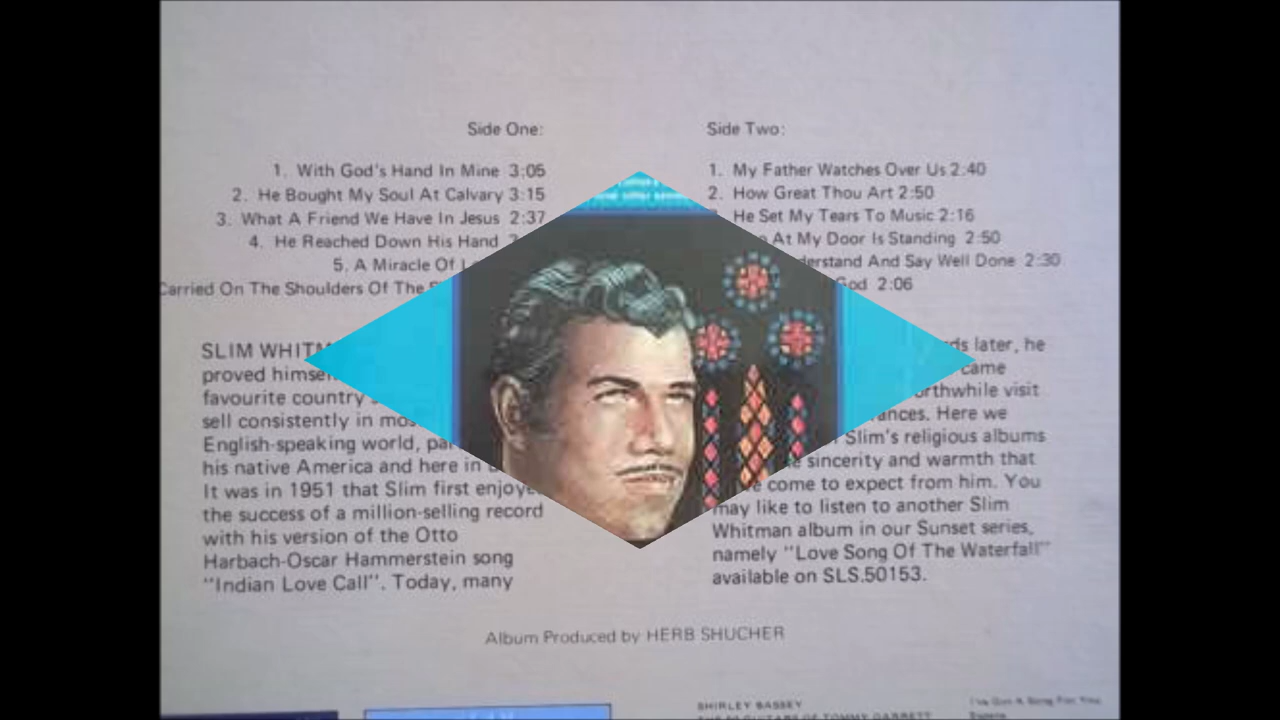 Side One:
1. With God's Hand In Mine 3:05
2. He Bought My Soul At Calvary 3:15
3. What A Friend We Have In Jesus 2:37
4. He Reached Down His Hand
5. A Miracle Of
Carried On The Shoulders Of The
Side Two:
1. My Father Watches Over Us 2:40
2. How Great Thou Art 2:50
He Set My Tears To Music 2:16
At My Door Is Standing 2:50
And Say Well Done 2:30
God 2:06
SLIM
proved
favourite country
sell consistently in
English-speaking world,
his native America and here in
It was in 1951 that Slim first
the success of a million-selling record
with his version of the Otto
Harbach-Oscar Hammerstein song
"Indian Love Call". Today, many
later, he
came
visit
Here we
Slim's religious albums
sincerity and warmth that
come to expect from him. You
may like to listen to another Slim
Whitman album in our Sunset series,
namely "Love Song Of The Waterfall"
available on SLS.50153.
Album Produced by HERB SHUCHER
SHIRLEY BASSEY
I've Got A Song For You